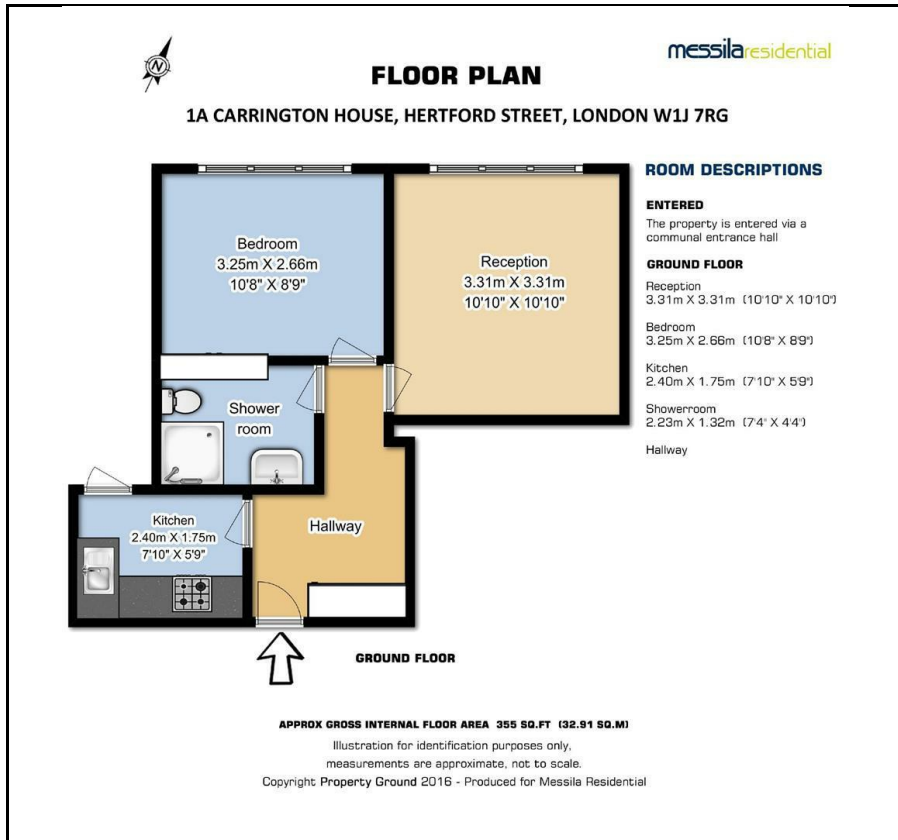 N
messilaresidential
FLOOR PLAN
1A CARRINGTON HOUSE, HERTFORD STREET, LONDON W1J 7RG
Bedroom
3.25m X 2.66m
10'8" X 8'9"
Reception
3.31m X 3.31m
10'10" X 10'10"
Shower
room
Kitchen
2.40m X 1.75m
7'10" X 5'9"
Hallway
GROUND FLOOR
ROOM DESCRIPTIONS
ENTERED
The property is entered via a
communal entrance hall
GROUND FLOOR
Reception
3.31m X 3.31m (10'10" X 10'10")
Bedroom
3.25m X 2.66m (10'8" X 8'9")
Kitchen
2.40m X 1.75m (7'10" X 5'9")
Showerroom
2.23m X 1.32m (7'4" X 4'4")
Hallway
APPROX GROSS INTERNAL FLOOR AREA 355 SQ.FT (32.91 SQ.M)
Illustration for identification purposes only,
measurements are approximate, not to scale.
Copyright Property Ground 2016 - Produced for Messila Residential